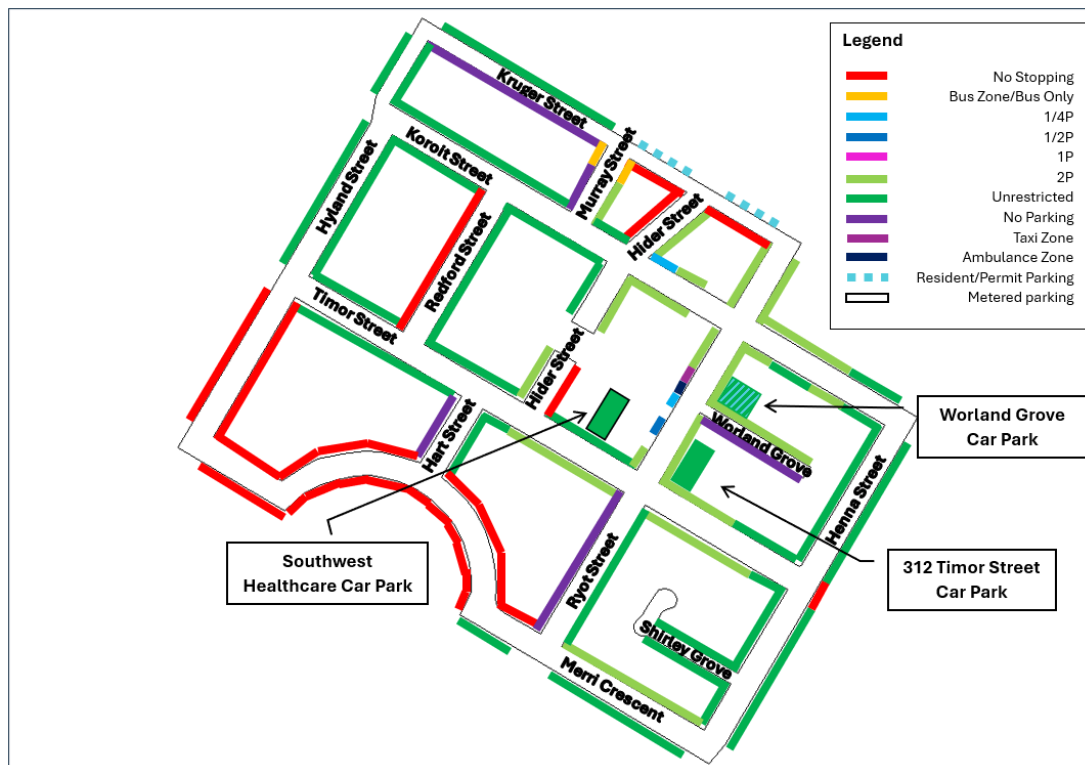 Legend
No Stopping
Bus Zone/Bus Only
1/4P
1/2P
1P
2P
Unrestricted
No Parking
Taxi Zone
Ambulance Zone
Resident/Permit Parking
Metered parking
Kruger Street
Koroit Street
Murray Street
Hyland Street
Hider Street
Redford Street
Timor Street
Hider Street
Hart Street
Worland Grove
Henna Street
Ryot Street
Shirley Grove
Merri Crescent
Worland Grove
Car Park
Southwest
Healthcare Car Park
312 Timor Street
Car Park